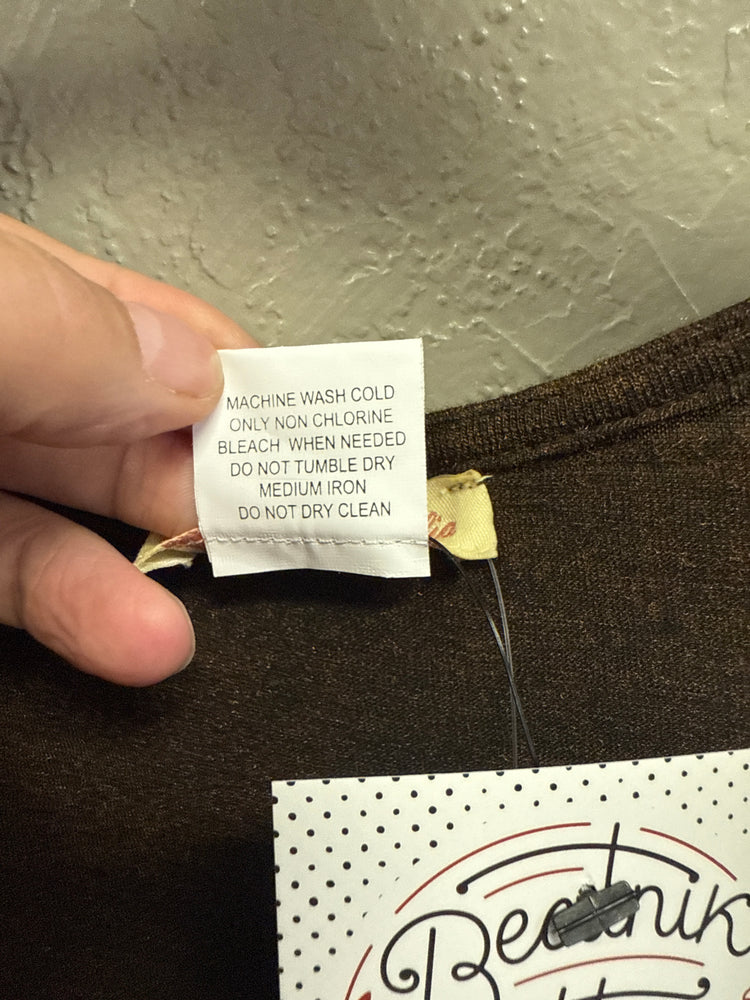 MACHINE WASH COLD
ONLY NON CHLORINE
BLEACH WHEN NEEDED
DO NOT TUMBLE DRY
MEDIUM IRON
DO NOT DRY CLEAN
Beatnik